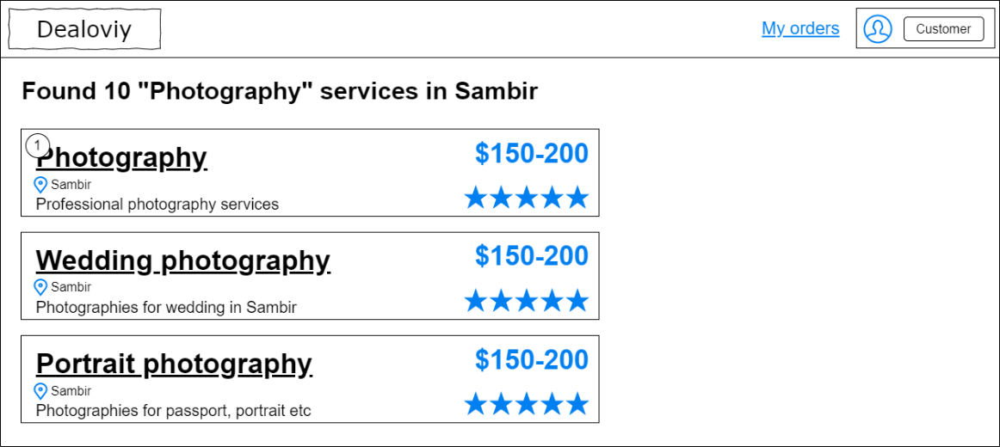 Dealoviy
My orders
Customer
Found 10 "Photography" services in Sambir
1
Photography
$150-200
Sambir
Professional photography services
Wedding photography
$150-200
Sambir
Photographies for wedding in Sambir
Portrait photography
$150-200
Sambir
Photographies for passport, portrait etc